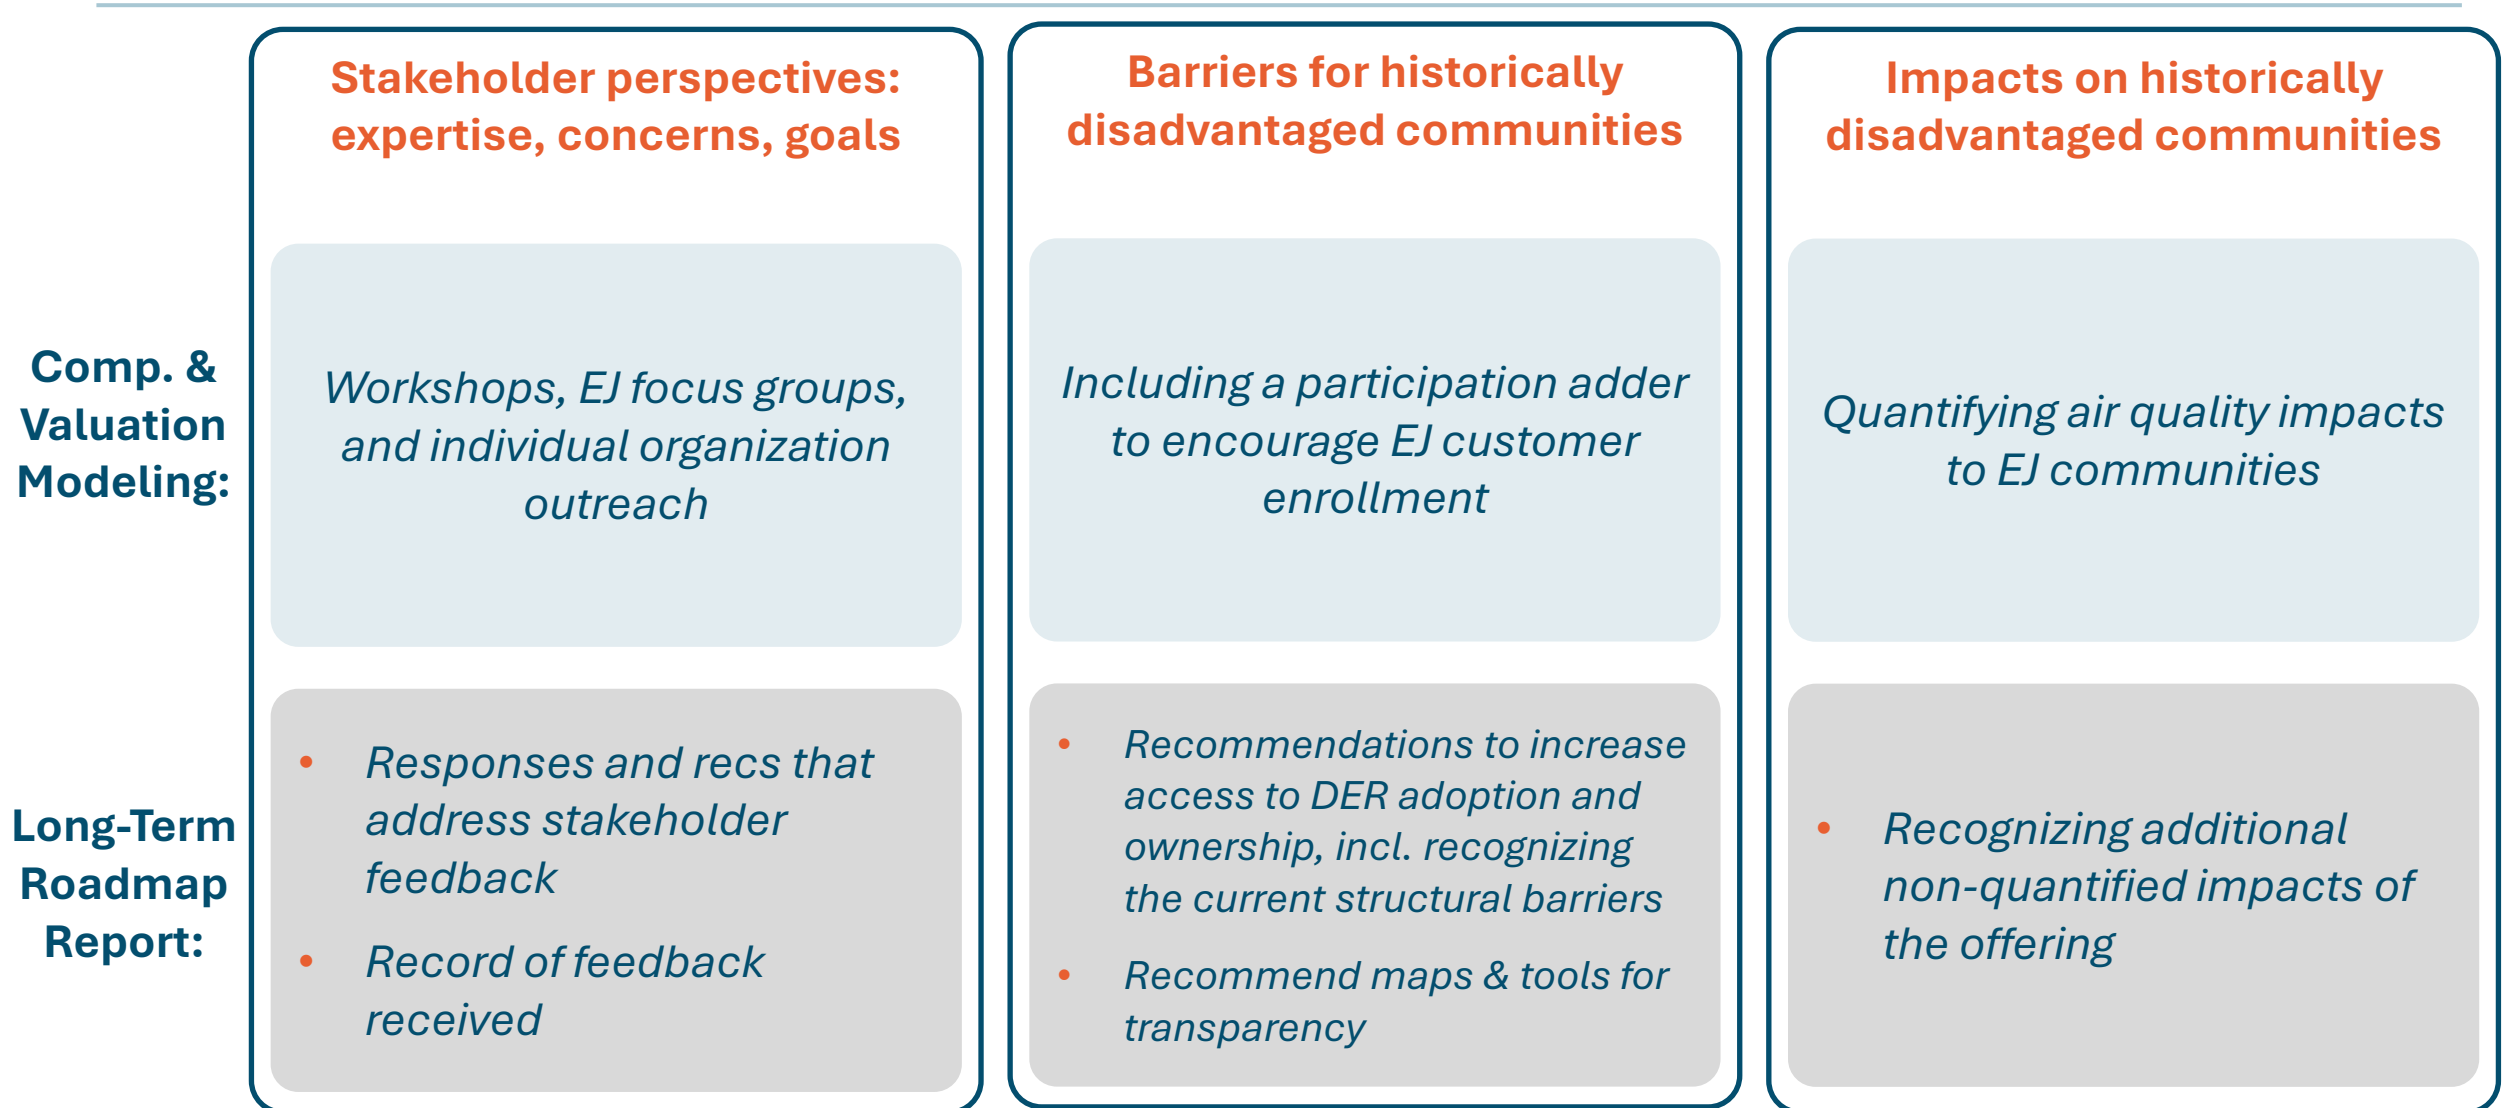 Stakeholder perspectives:
expertise, concerns, goals
Barriers for historically
disadvantaged communities
Impacts on historically
disadvantaged communities
Comp. &
Valuation
Modeling:
Workshops, EJ focus groups,
and individual organization
outreach
Including a participation adder
to encourage EJ customer
enrollment
Quantifying air quality impacts
to EJ communities
Long-Term
Roadmap
Report:
• Responses and recs that
address stakeholder
feedback
• Record of feedback
received
• Recommendations to increase
access to DER adoption and
ownership, incl. recognizing
the current structural barriers
• Recommend maps & tools for
transparency
• Recognizing additional
non-quantified impacts of
the offering